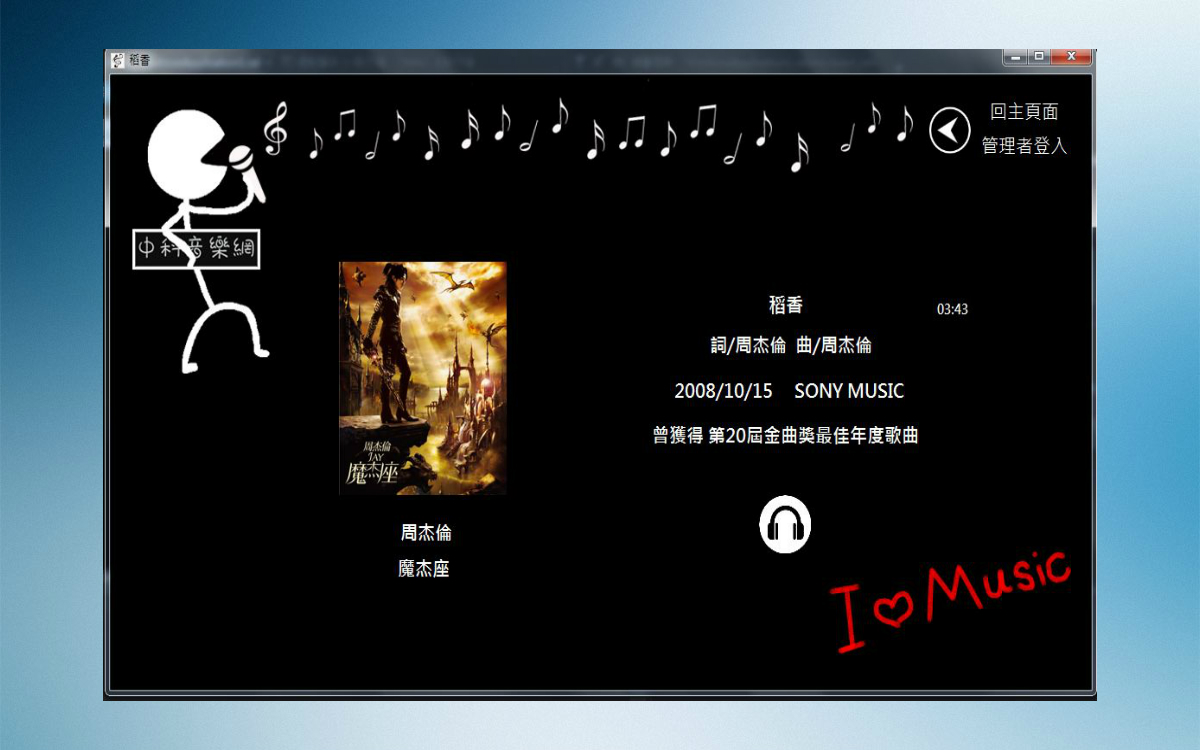 稻香
回主頁面
管理者登入
中科音樂網
稻香
03:43
詞/周杰倫 曲/周杰倫
2008/10/15 SONY MUSIC
曾獲得 第20屆金曲獎最佳年度歌曲
周杰倫
JAY
魔杰座
周杰倫
魔杰座
I ♡ Music